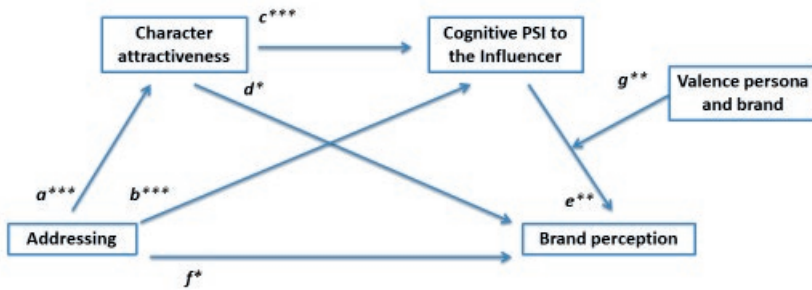 c***
Character
attractiveness
Cognitive PSI to
the Influencer
g**
Valence persona
and brand
d*
a***
b***
e**
Addressing
Brand perception
f*